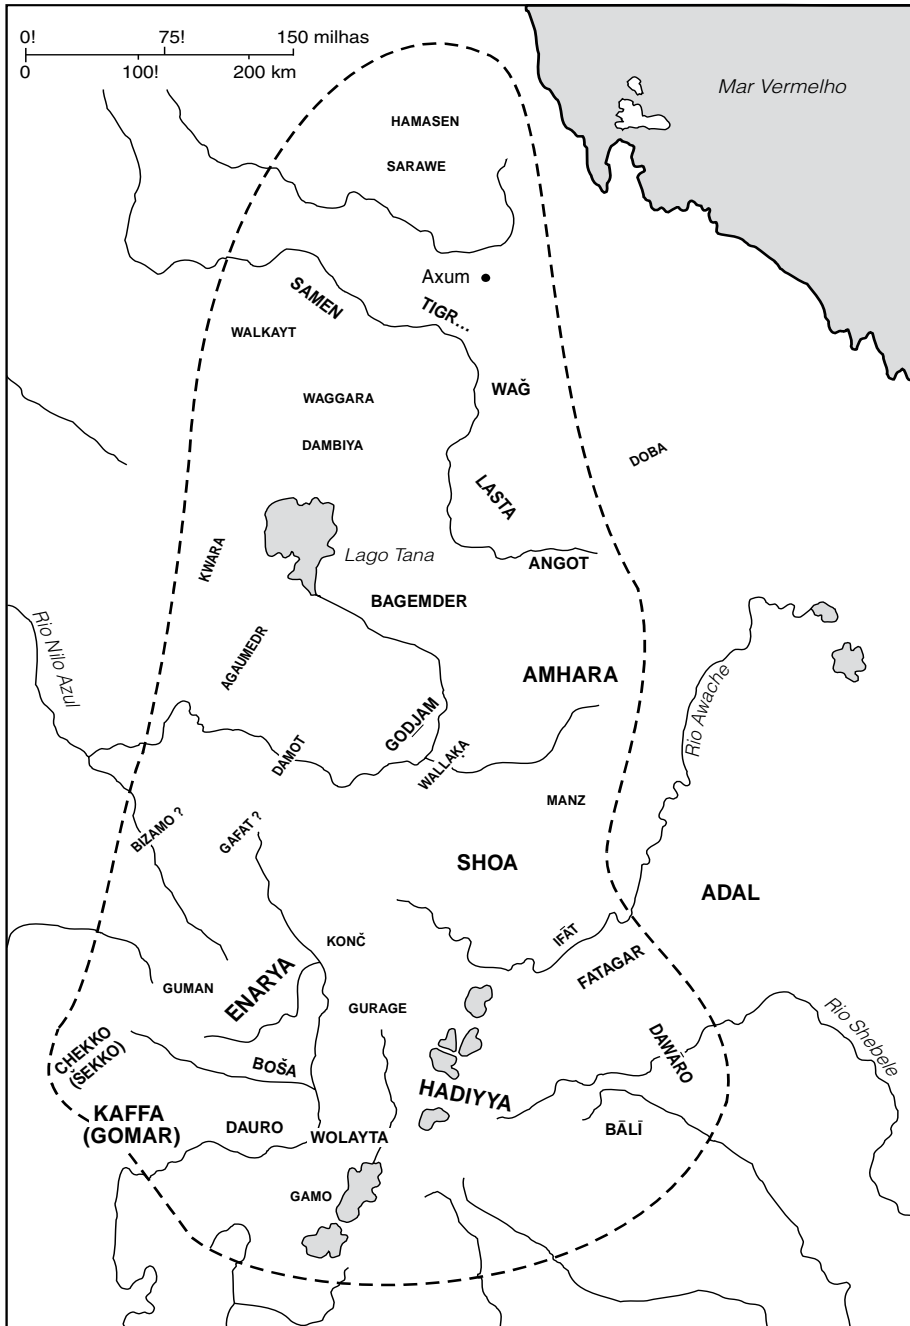 0! 75! 150 milhas
0 100! 200 km
Mar Vermelho
HAMASEN
SARAWE
Axum
SAMEN
TIGR...
WALKAYT
WAĞ
WAGGARA
DAMBIYA
DOBA
LASTA
Lago Tana
KWARA
ANGOT
BAGEMDER
Rio Nilo Azul
AGAUMEDR
AMHARA
Rio Awache
GODJAM
DAMOT
WALLAḲA
MANZ
BIZAMO ?
GAFAT ?
SHOA
ADAL
IFĀT
KONČ
FATAGAR
ENARYA
GUMAN
GURAGE
Rio Shebele
DAWĀRO
CHEKKO
(ŠEKKO)
BOŠA
HADIYYA
KAFFA
(GOMAR)
DAURO
WOLAYTA
BĀLĪ
GAMO